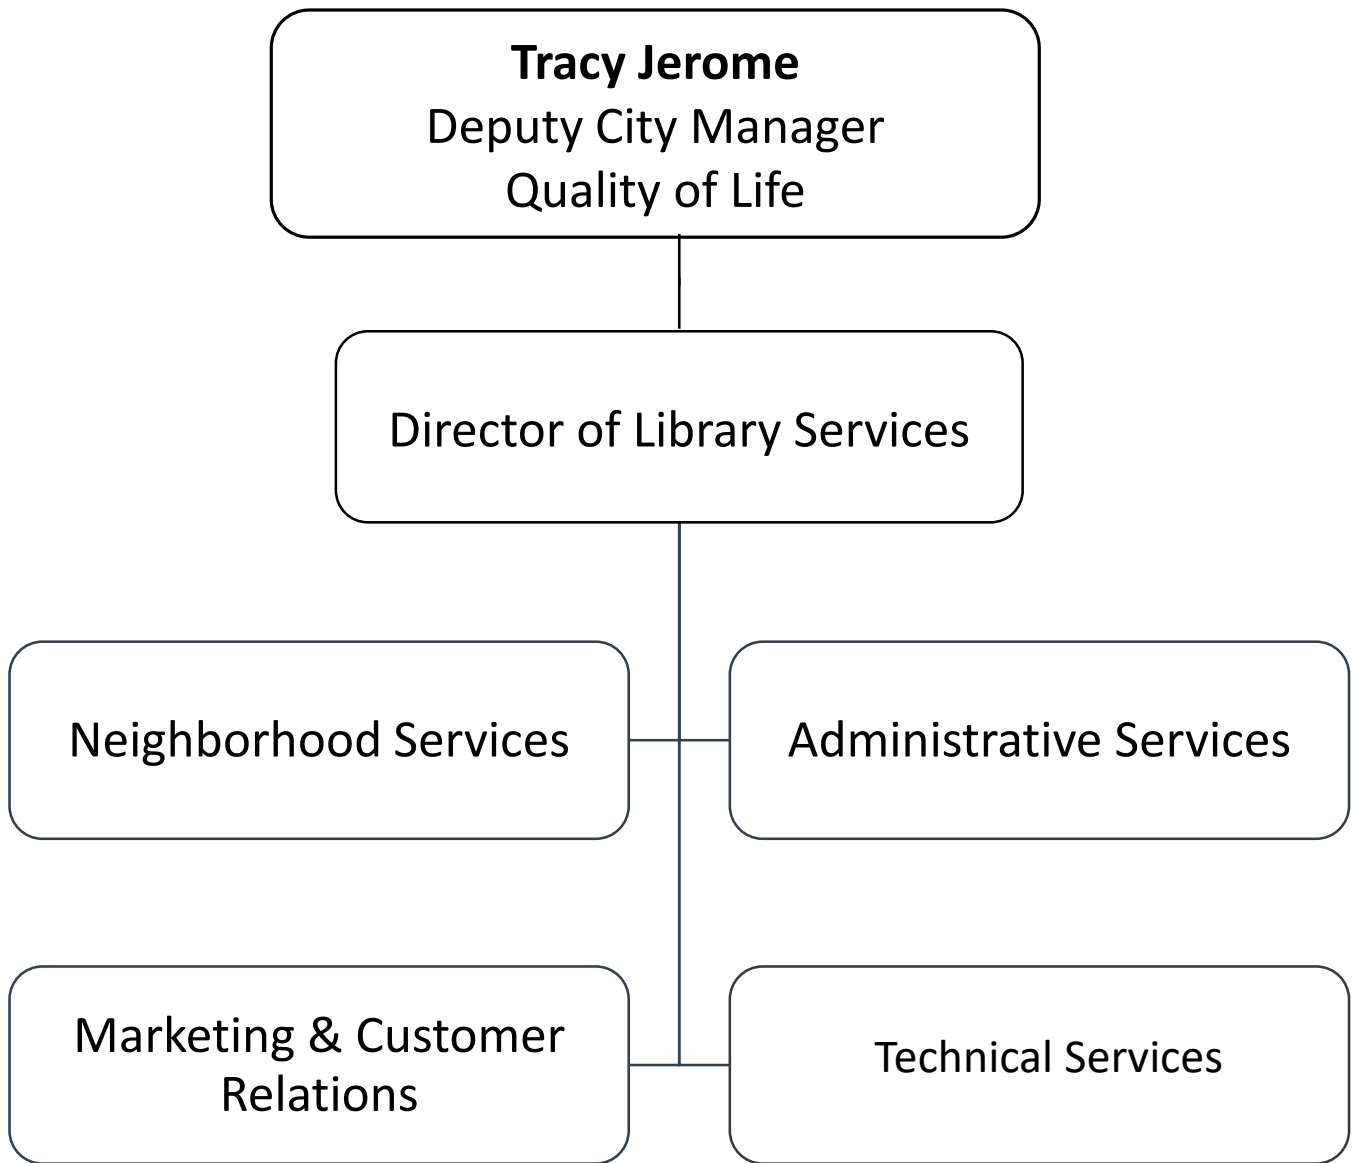 Tracy Jerome
Deputy City Manager
Quality of Life
Director of Library Services
Neighborhood Services
Administrative Services
Marketing & Customer
Relations
Technical Services